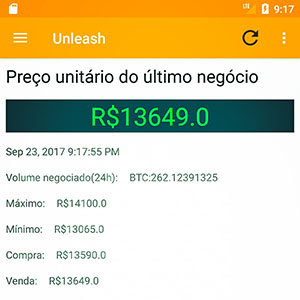 LTE 9:17
Unleash
Preço unitário do último negócio
R$13649.0
Sep 23, 2017 9:17:55 PM
Volume negociado(24h): BTC:262.12391325
Máximo: R$14100.0
Mínimo: R$13065.0
Compra: R$13590.0
Venda: R$13649.0